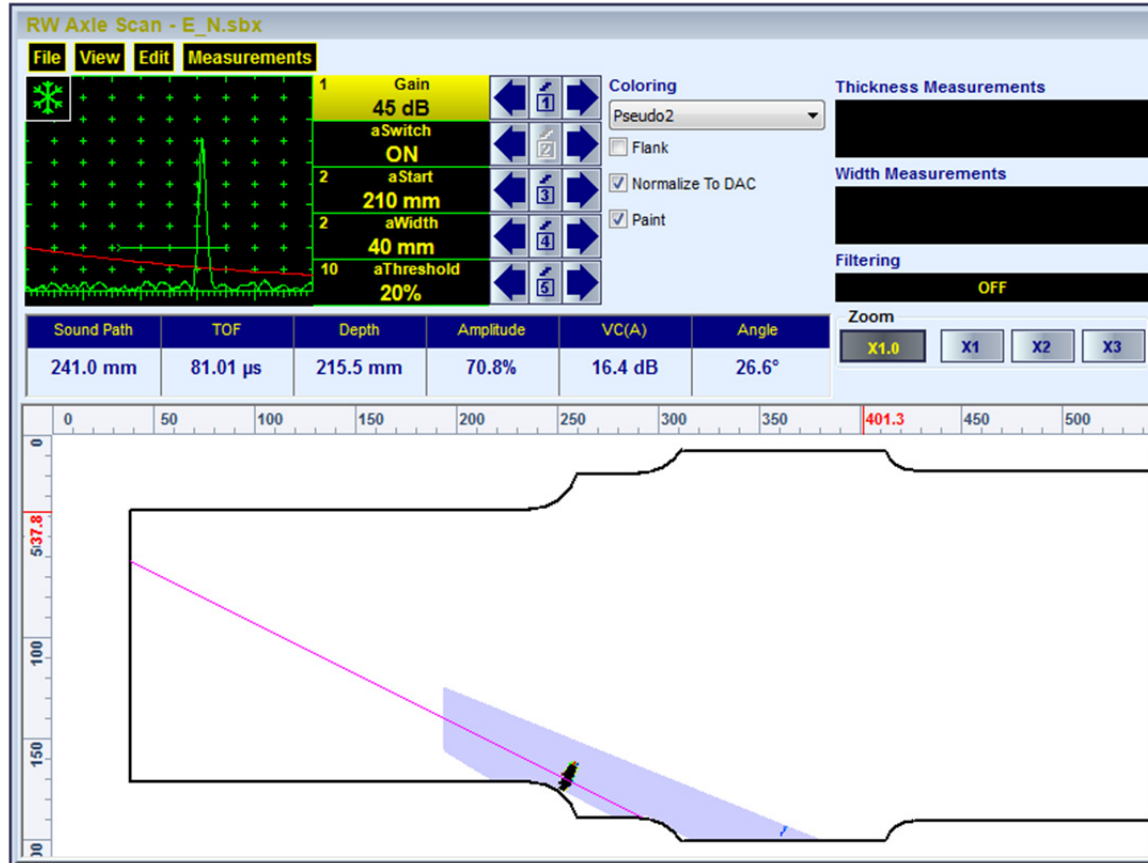 RW Axle Scan - E_N.sbx
File View Edit Measurements
1 Gain
45 dB
1
aSwitch
ON
2
2 aStart
210 mm
3
2 aWidth
40 mm
4
10 aThreshold
20%
5
Coloring
Pseudo2
Flank
Normalize To DAC
Paint
Thickness Measurements
Width Measurements
Filtering
OFF
Zoom
X1.0 X1 X2 X3
Sound Path TOF Depth Amplitude VC(A) Angle
241.0 mm 81.01 µs 215.5 mm 70.8% 16.4 dB 26.6°
0 50 100 150 200 250 300 350 401.3 450 500
0
37.8
100
150